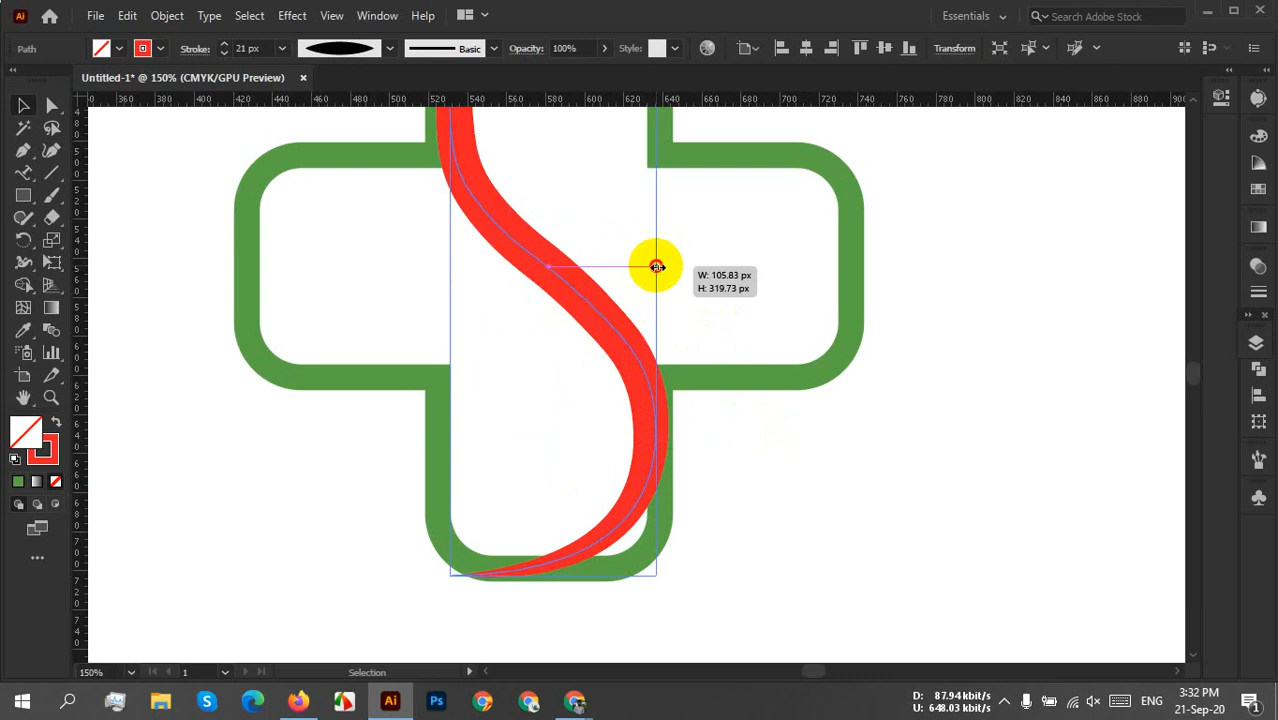 Ai File Edit Object Type Select Effect View Window Help Essentials Search Adobe Stock
Path Stroke: 21 px Basic Opacity: 100% Style: Transform
Untitled-1* @ 150% (CMYK/GPU Preview)
0 360 380 400 420 440 460 480 500 520 540 560 580 600 620 640 660 680 700 720 740 760 780 800 820 840 860 880 900
W: 105.83 px
H: 319.73 px
150% 1 Selection
Ai Ps ENG
D: 87.94 kbit/s
U: 648.03 kbit/s
3:32 PM
21-Sep-20